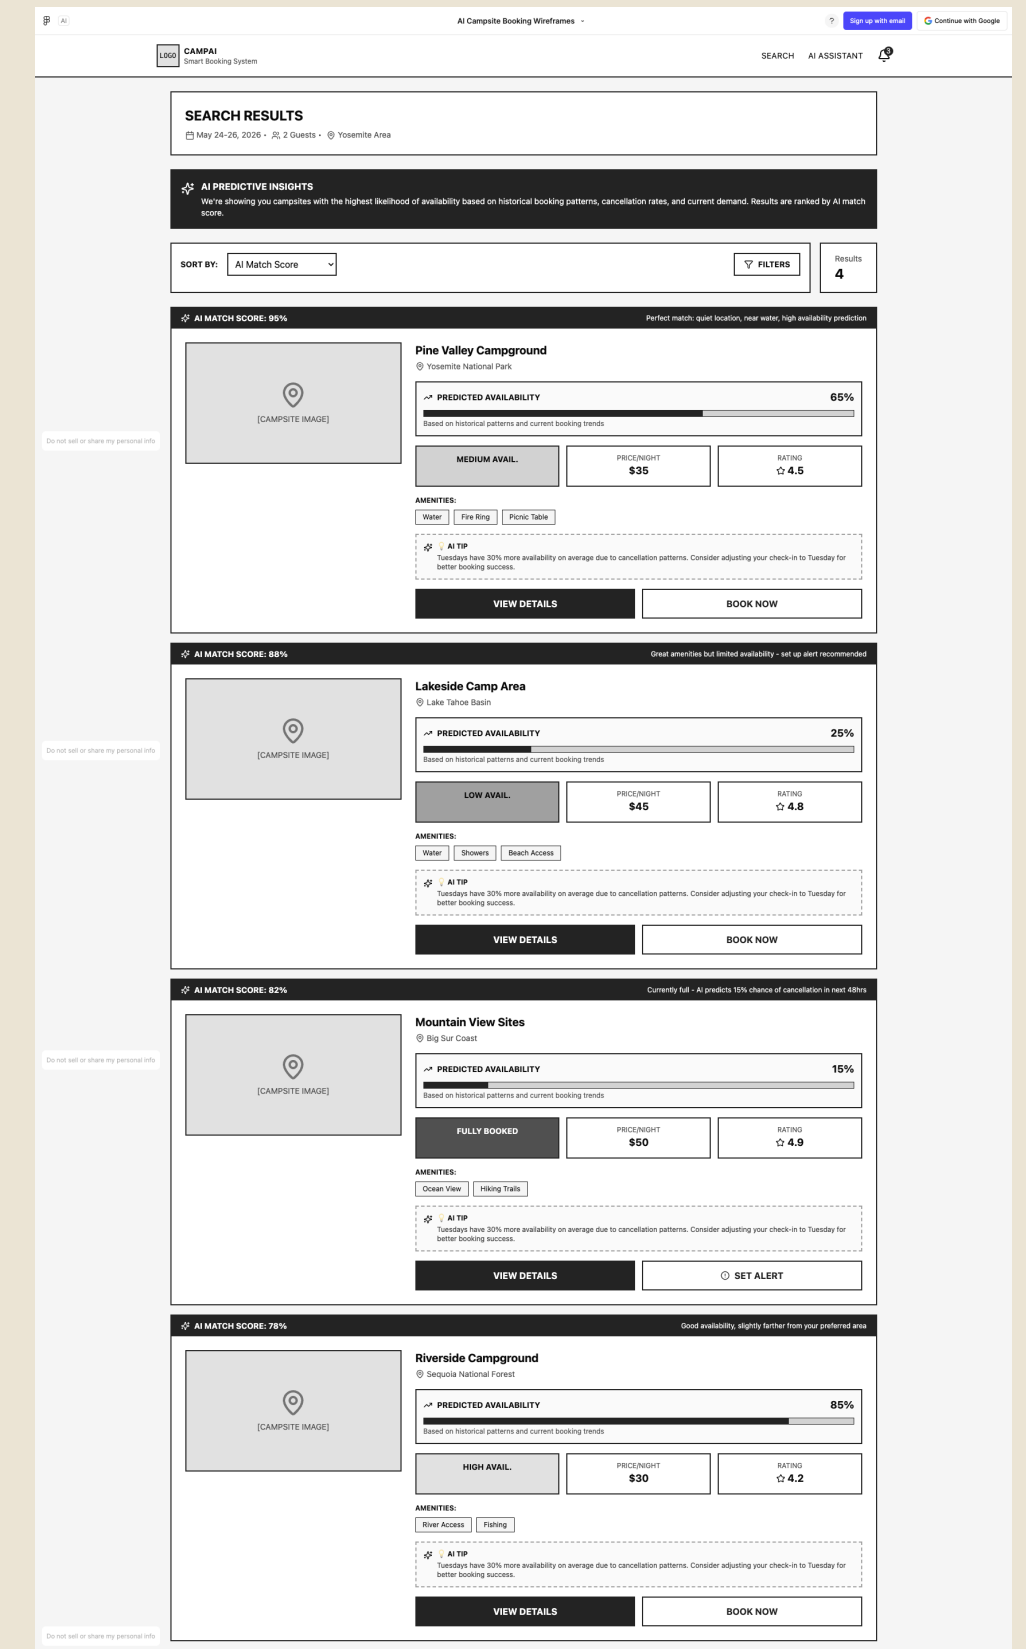 AI
AI Campsite Booking Wireframes
?
Sign up with email
Continue with Google
LOGO
CAMPAI
Smart Booking System
SEARCH
AI ASSISTANT
3
SEARCH RESULTS
May 24-26, 2026 • 2 Guests • Yosemite Area
AI PREDICTIVE INSIGHTS
We're showing you campsites with the highest likelihood of availability based on historical booking patterns, cancellation rates, and current demand. Results are ranked by AI match
score.
SORT BY:
AI Match Score
FILTERS
Results
4
AI MATCH SCORE: 95%
Perfect match: quiet location, near water, high availability prediction
[CAMPSITE IMAGE]
Pine Valley Campground
Yosemite National Park
PREDICTED AVAILABILITY
65%
Based on historical patterns and current booking trends
MEDIUM AVAIL.
PRICE/NIGHT
$35
RATING
4.5
AMENITIES:
Water
Fire Ring
Picnic Table
AI TIP
Tuesdays have 30% more availability on average due to cancellation patterns. Consider adjusting your check-in to Tuesday for
better booking success.
VIEW DETAILS
BOOK NOW
Do not sell or share my personal info
AI MATCH SCORE: 88%
Great amenities but limited availability - set up alert recommended
[CAMPSITE IMAGE]
Lakeside Camp Area
Lake Tahoe Basin
PREDICTED AVAILABILITY
25%
Based on historical patterns and current booking trends
LOW AVAIL.
PRICE/NIGHT
$45
RATING
4.8
AMENITIES:
Water
Showers
Beach Access
AI TIP
Tuesdays have 30% more availability on average due to cancellation patterns. Consider adjusting your check-in to Tuesday for
better booking success.
VIEW DETAILS
BOOK NOW
Do not sell or share my personal info
AI MATCH SCORE: 82%
Currently full - AI predicts 15% chance of cancellation in next 48hrs
[CAMPSITE IMAGE]
Mountain View Sites
Big Sur Coast
PREDICTED AVAILABILITY
15%
Based on historical patterns and current booking trends
FULLY BOOKED
PRICE/NIGHT
$50
RATING
4.9
AMENITIES:
Ocean View
Hiking Trails
AI TIP
Tuesdays have 30% more availability on average due to cancellation patterns. Consider adjusting your check-in to Tuesday for
better booking success.
VIEW DETAILS
SET ALERT
Do not sell or share my personal info
AI MATCH SCORE: 78%
Good availability, slightly farther from your preferred area
[CAMPSITE IMAGE]
Riverside Campground
Sequoia National Forest
PREDICTED AVAILABILITY
85%
Based on historical patterns and current booking trends
HIGH AVAIL.
PRICE/NIGHT
$30
RATING
4.2
AMENITIES:
River Access
Fishing
AI TIP
Tuesdays have 30% more availability on average due to cancellation patterns. Consider adjusting your check-in to Tuesday for
better booking success.
VIEW DETAILS
BOOK NOW
Do not sell or share my personal info